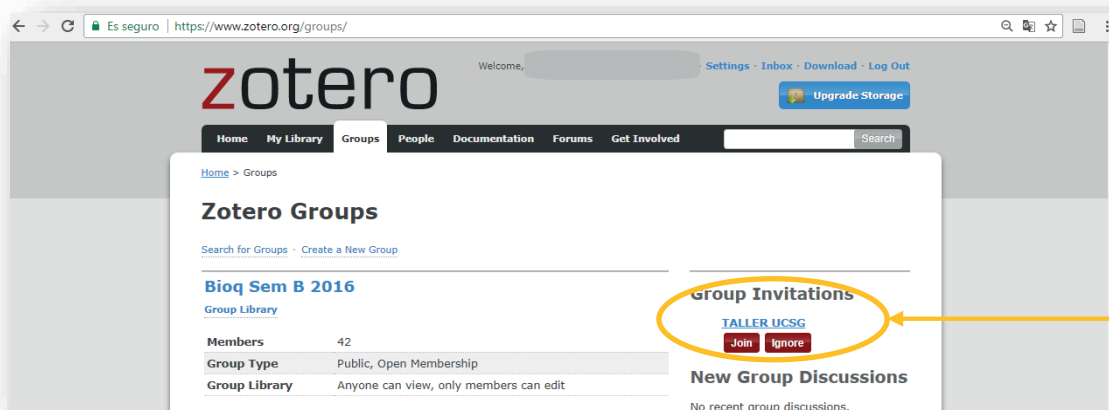 Es seguro | https://www.zotero.org/groups/
zotero
Welcome, · Settings · Inbox · Download · Log Out
Upgrade Storage
Home My Library Groups People Documentation Forums Get Involved Search
Home > Groups
Zotero Groups
Search for Groups · Create a New Group
Bioq Sem B 2016
Group Library
Members 42
Group Type Public, Open Membership
Group Library Anyone can view, only members can edit
Group Invitations
TALLER UCSG
Join Ignore
New Group Discussions
No recent group discussions.